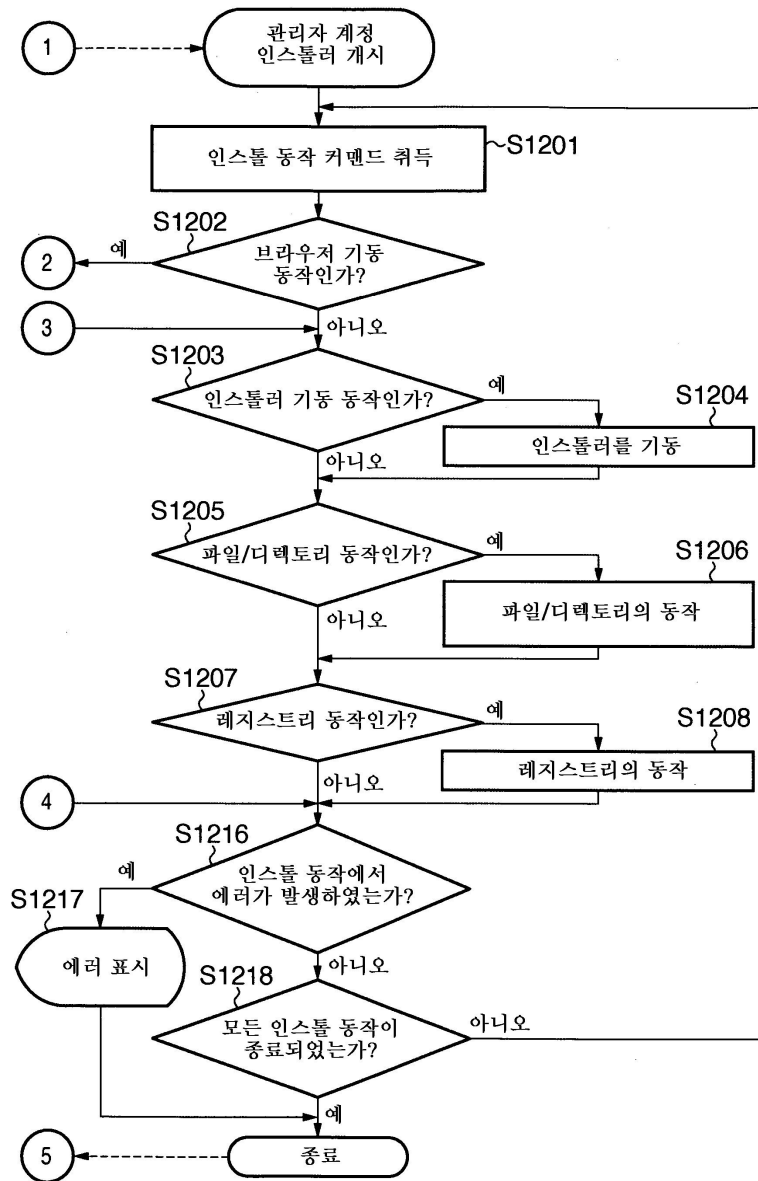 1
관리자 계정
인스톨러 개시
인스톨 동작 커맨드 취득
S1201
S1202
예
2
브라우저 기동
동작인가?
3
아니오
S1203
인스톨러 기동 동작인가?
예
S1204
인스톨러를 기동
아니오
S1205
파일/디렉토리 동작인가?
예
S1206
파일/디렉토리의 동작
아니오
S1207
레지스트리 동작인가?
예
S1208
레지스트리의 동작
아니오
4
S1216
예
인스톨 동작에서
에러가 발생하였는가?
S1217
에러 표시
아니오
S1218
모든 인스톨 동작이
종료되었는가?
아니오
예
5
종료